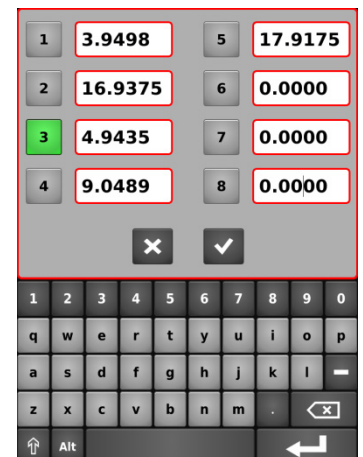 1 3.9498 5 17.9175
2 16.9375 6 0.0000
3 4.9435 7 0.0000
4 9.0489 8 0.0000
1 2 3 4 5 6 7 8 9 0
q w e r t y u i o p
a s d f g h j k l -
z x c v b n m .
Alt